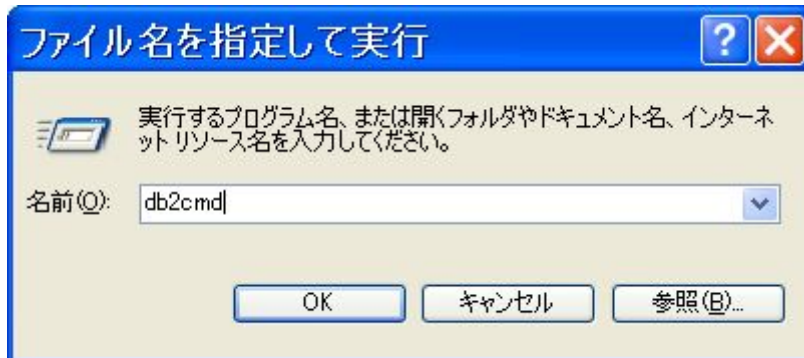 ファイル名を指定して実行
実行するプログラム名、または開くフォルダやドキュメント名、インターネ
ット リソース名を入力してください。
名前(O):
db2cmd
OK
キャンセル
参照(B)...